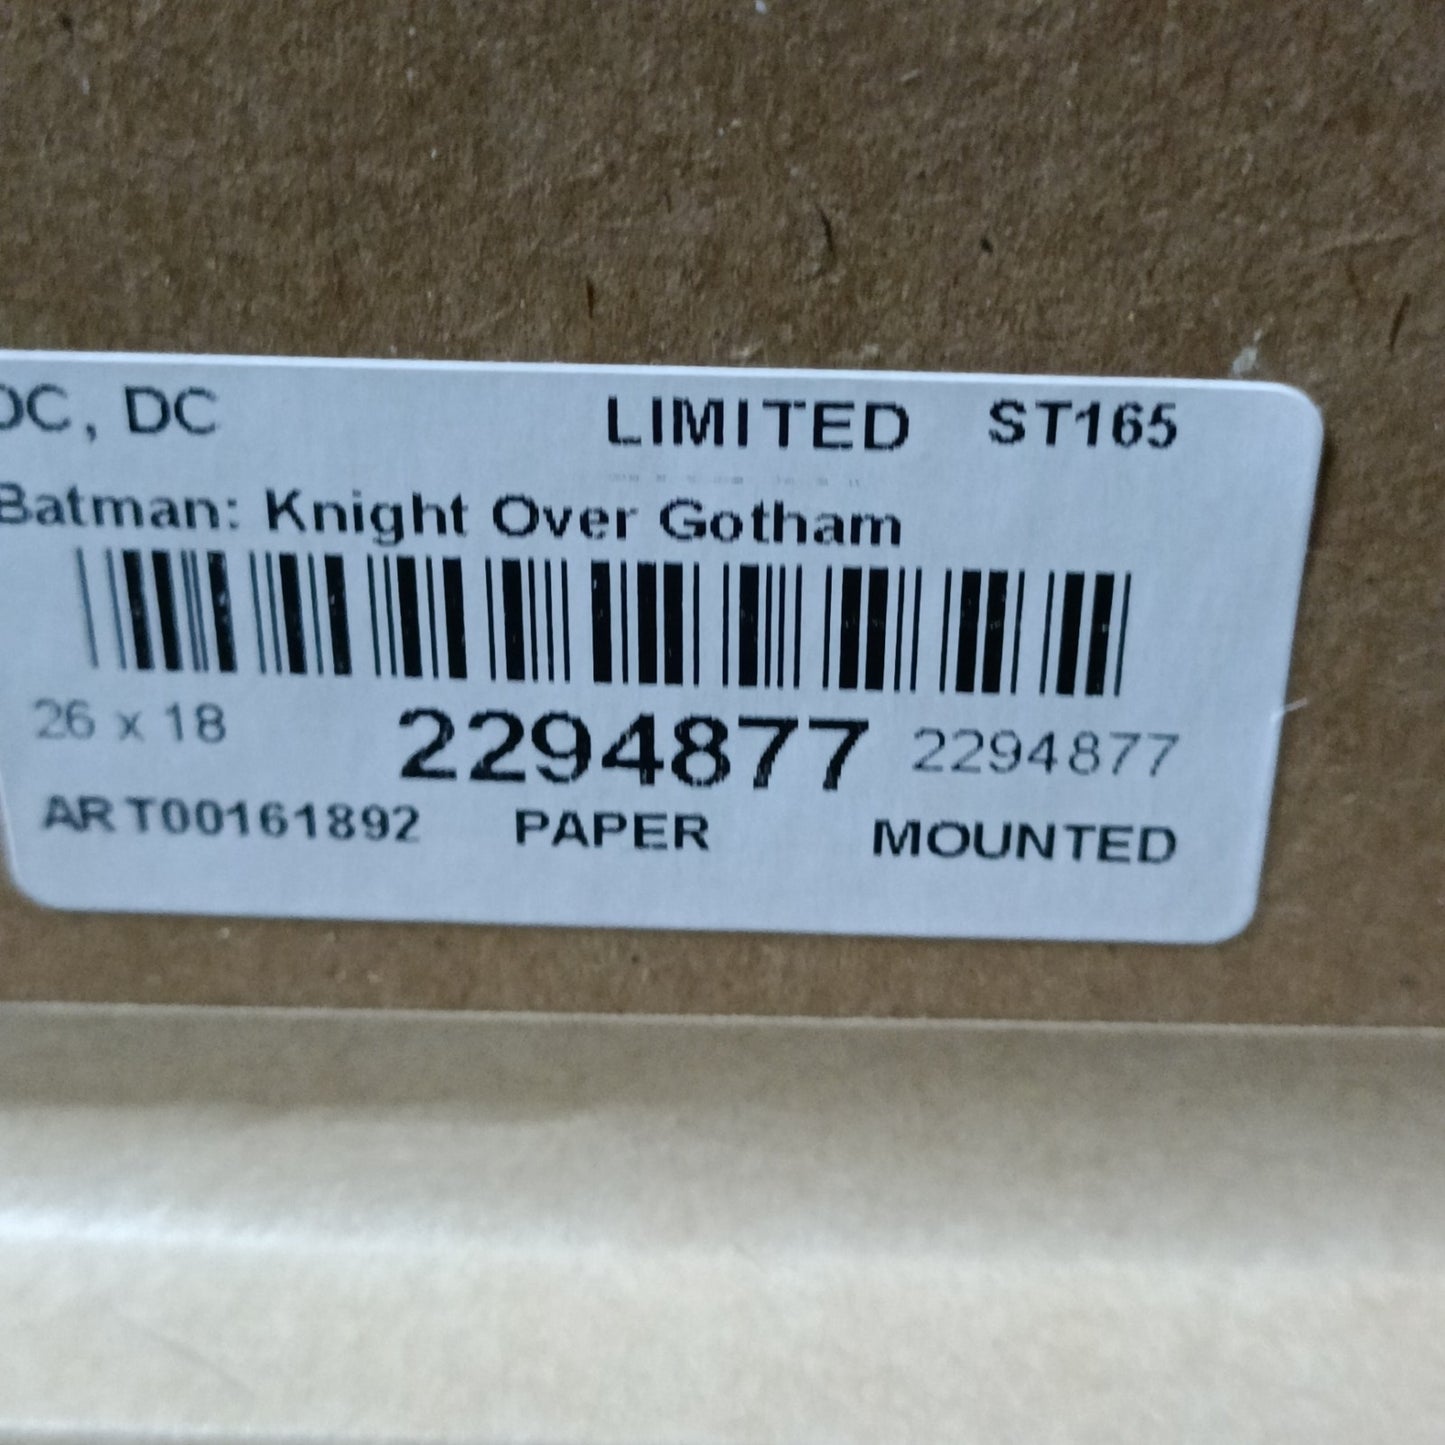 DC, DC LIMITED ST165
Batman: Knight Over Gotham
26 x 18 2294877 2294877
ART00161892 PAPER MOUNTED